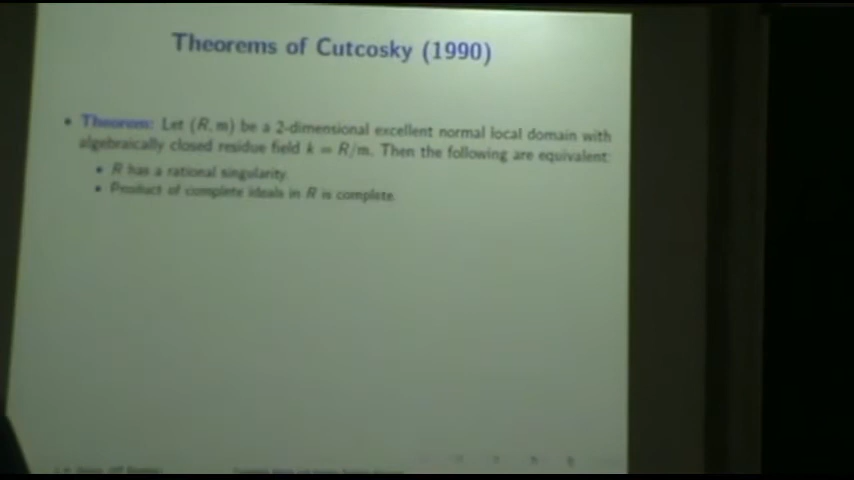 Theorems of Cutcosky (1990)
• Theorem: Let (R, m) be a 2-dimensional excellent normal local domain with
algebraically closed residue field k = R/m. Then the following are equivalent:
• R has a rational singularity.
• Product of complete ideals in R is complete.